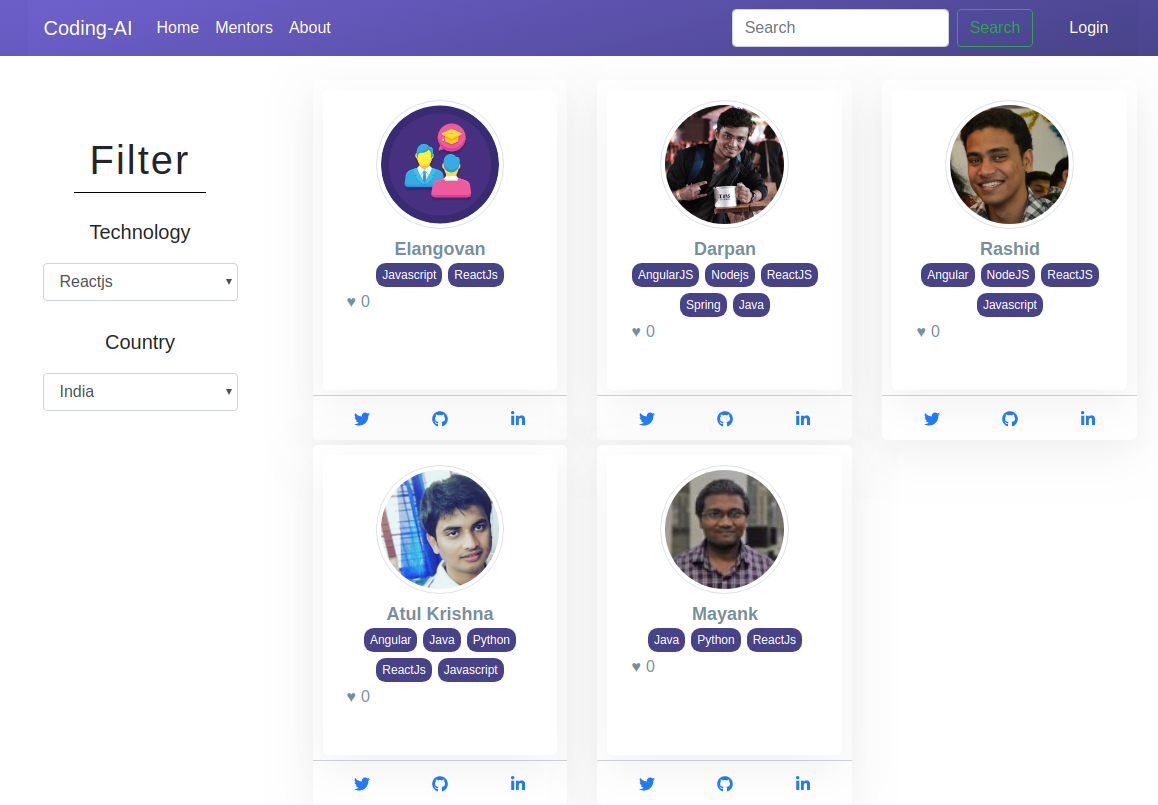 Coding-AI Home Mentors About Search Search Login
Filter
Technology
Reactjs
Country
India
Elangovan
Javascript ReactJs
♥ 0
Darpan
AngularJS Nodejs ReactJS
Spring Java
♥ 0
Rashid
Angular NodeJS ReactJS
Javascript
♥ 0
Atul Krishna
Angular Java Python
ReactJs Javascript
♥ 0
Mayank
Java Python ReactJs
♥ 0